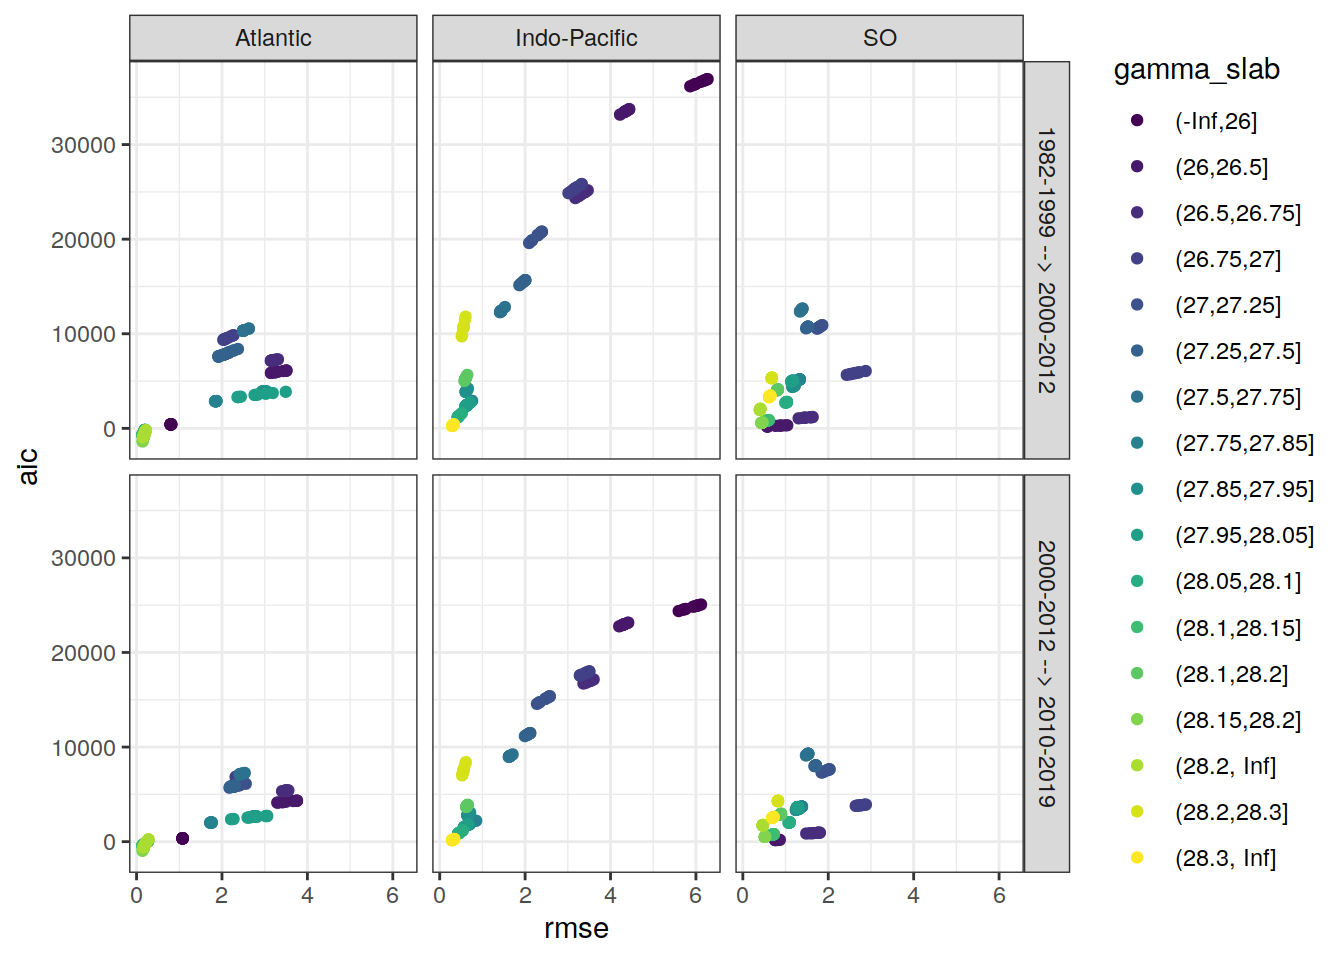 Atlantic
Indo-Pacific
SO
gamma_slab
(-Inf,26]
(26,26.5]
(26.5,26.75]
(26.75,27]
(27,27.25]
(27.25,27.5]
(27.5,27.75]
(27.75,27.85]
(27.85,27.95]
(27.95,28.05]
(28.05,28.1]
(28.1,28.15]
(28.1,28.2]
(28.15,28.2]
(28.2, Inf]
(28.2,28.3]
(28.3, Inf]
1982-1999 --> 2000-2012
2000-2012 --> 2010-2019
30000
20000
10000
0
30000
20000
10000
0
aic
0 2 4 6
0 2 4 6
0 2 4 6
rmse